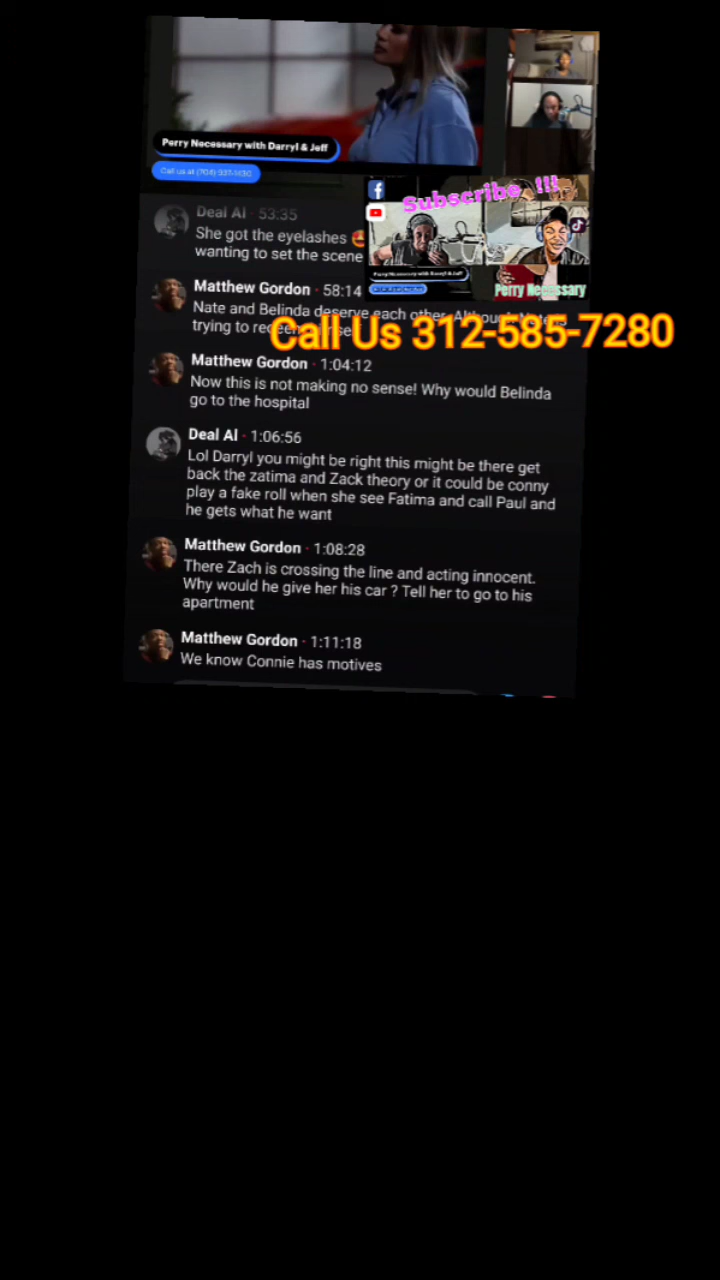 Perry Necessary with Darryl & Jeff
Call us at
Subscribe !!!
Deal Al · 53:35
She got the eyelashes 🤩
wanting to set the scene
Perry Necessary with Darryl & Jeff
Perry Necessary
Matthew Gordon · 58:14
Nate and Belinda deserve each other. Although
trying to
Call Us 312-585-7280
Matthew Gordon · 1:04:12
Now this is not making no sense! Why would Belinda
go to the hospital
Deal Al · 1:06:56
Lol Darryl you might be right this might be there get
back the zatima and Zack theory or it could be conny
play a fake roll when she see Fatima and call Paul and
he gets what he want
Matthew Gordon · 1:08:28
There Zach is crossing the line and acting innocent.
Why would he give her his car ? Tell her to go to his
apartment
Matthew Gordon · 1:11:18
We know Connie has motives